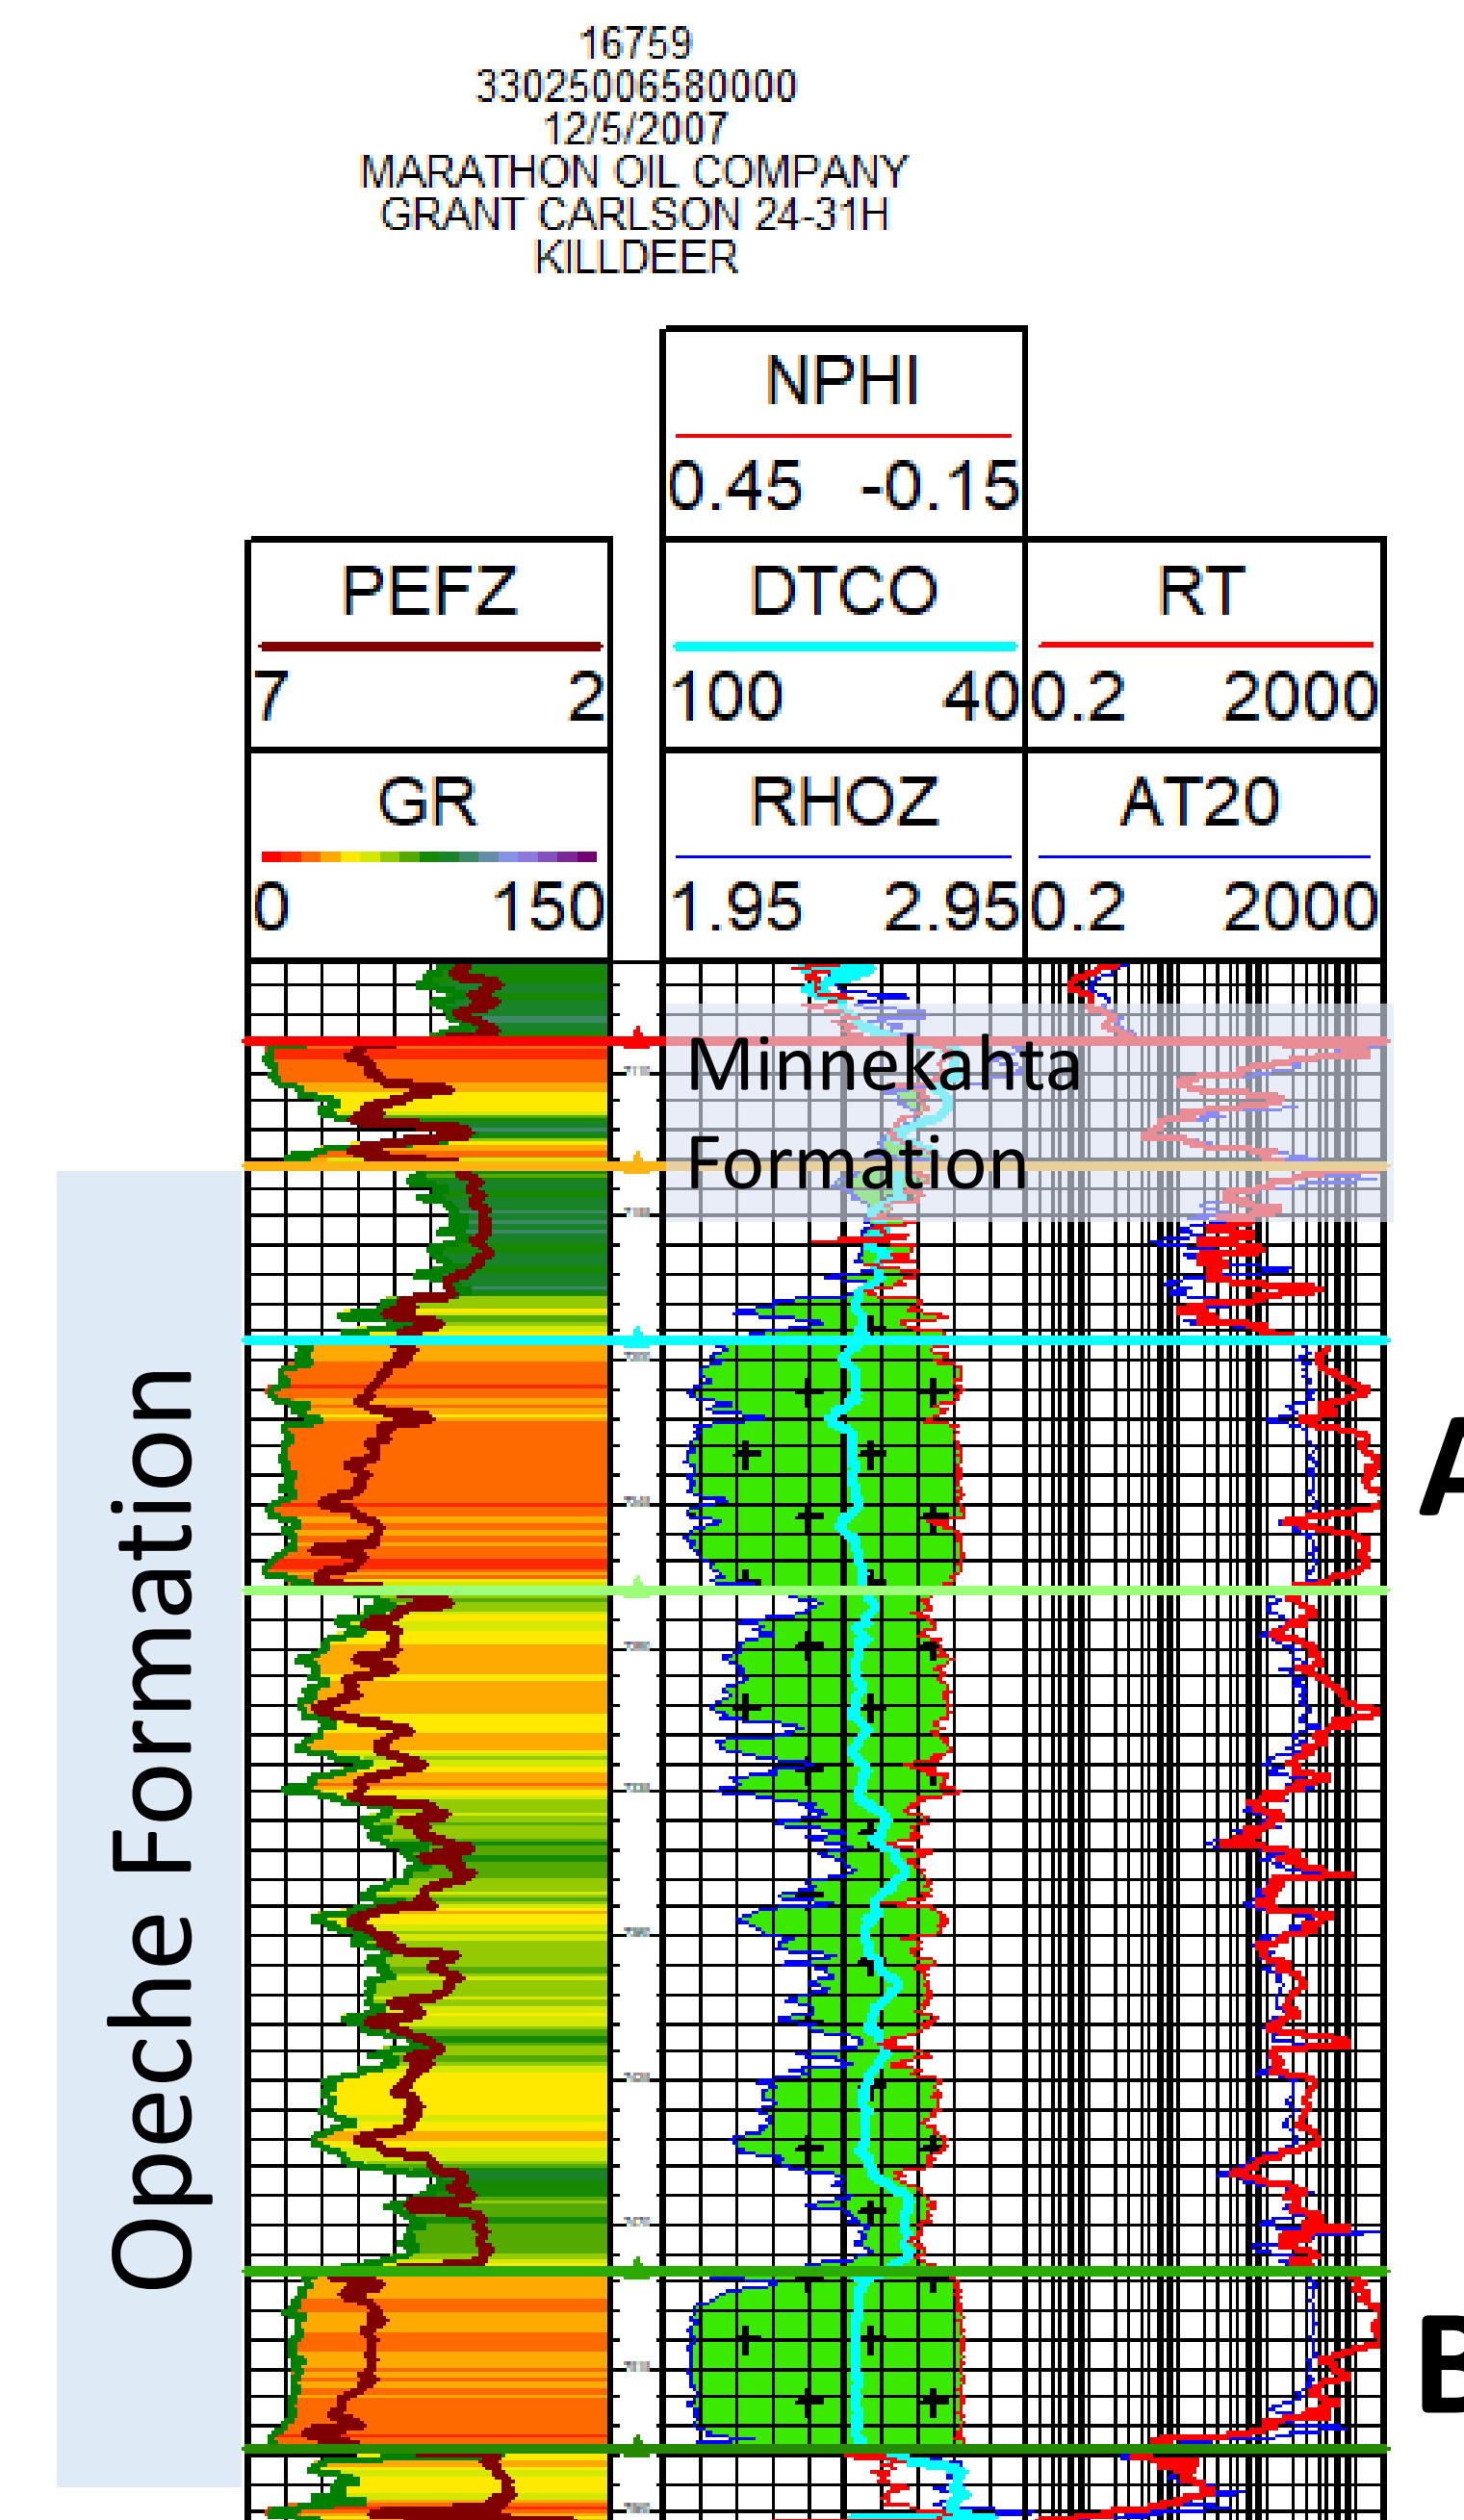 16759
33025006580000
12/5/2007
MARATHON OIL COMPANY
GRANT CARLSON 24-31H
KILLDEER
NPHI
0.45 -0.15
PEFZ
7 2
DTCO
100 40
RT
0.2 2000
GR
0 150
RHOZ
1.95 2.95
AT20
0.2 2000
Minnekahta
Formation
Opeche Formation
A
B